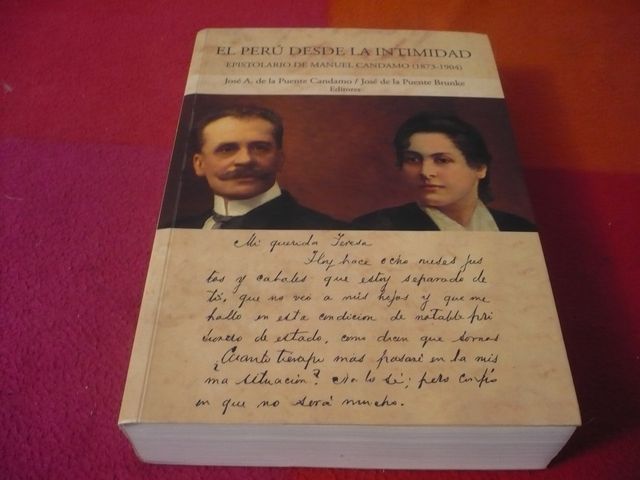 EL PERÚ DESDE LA INTIMIDAD
EPISTOLARIO DE MANUEL CANDAMO (1873-1904)
José A. de la Puente Candamo / José de la Puente Brunke
Editores
Mi querida Teresa
Hoy hace ocho meses jus
tos y cabales que estoy separado de
ti, que no veo a mis hijos y que me
hallo en esta condicion de notable pri
sionero de estado, como dicen que somos
¿Cuanto tiempo mas pasaré en la mis
ma situación? No lo sé; pero confío
en que no será mucho.